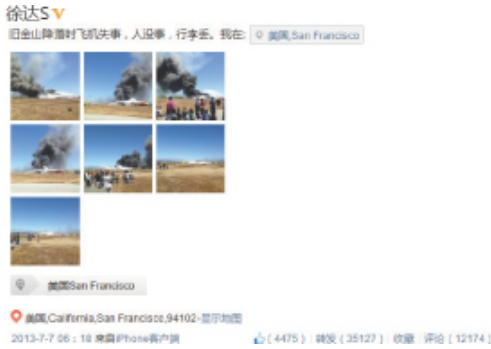 徐达S
旧金山降落时飞机失事，人没事，行李丢。我在: 美国,San Francisco
美国San Francisco
美国,California,San Francisco,94102-显示地图
2013-7-7 06：18 来自iPhone客户端 (4475) | 转发 (35127) | 收藏 评论 (12174)